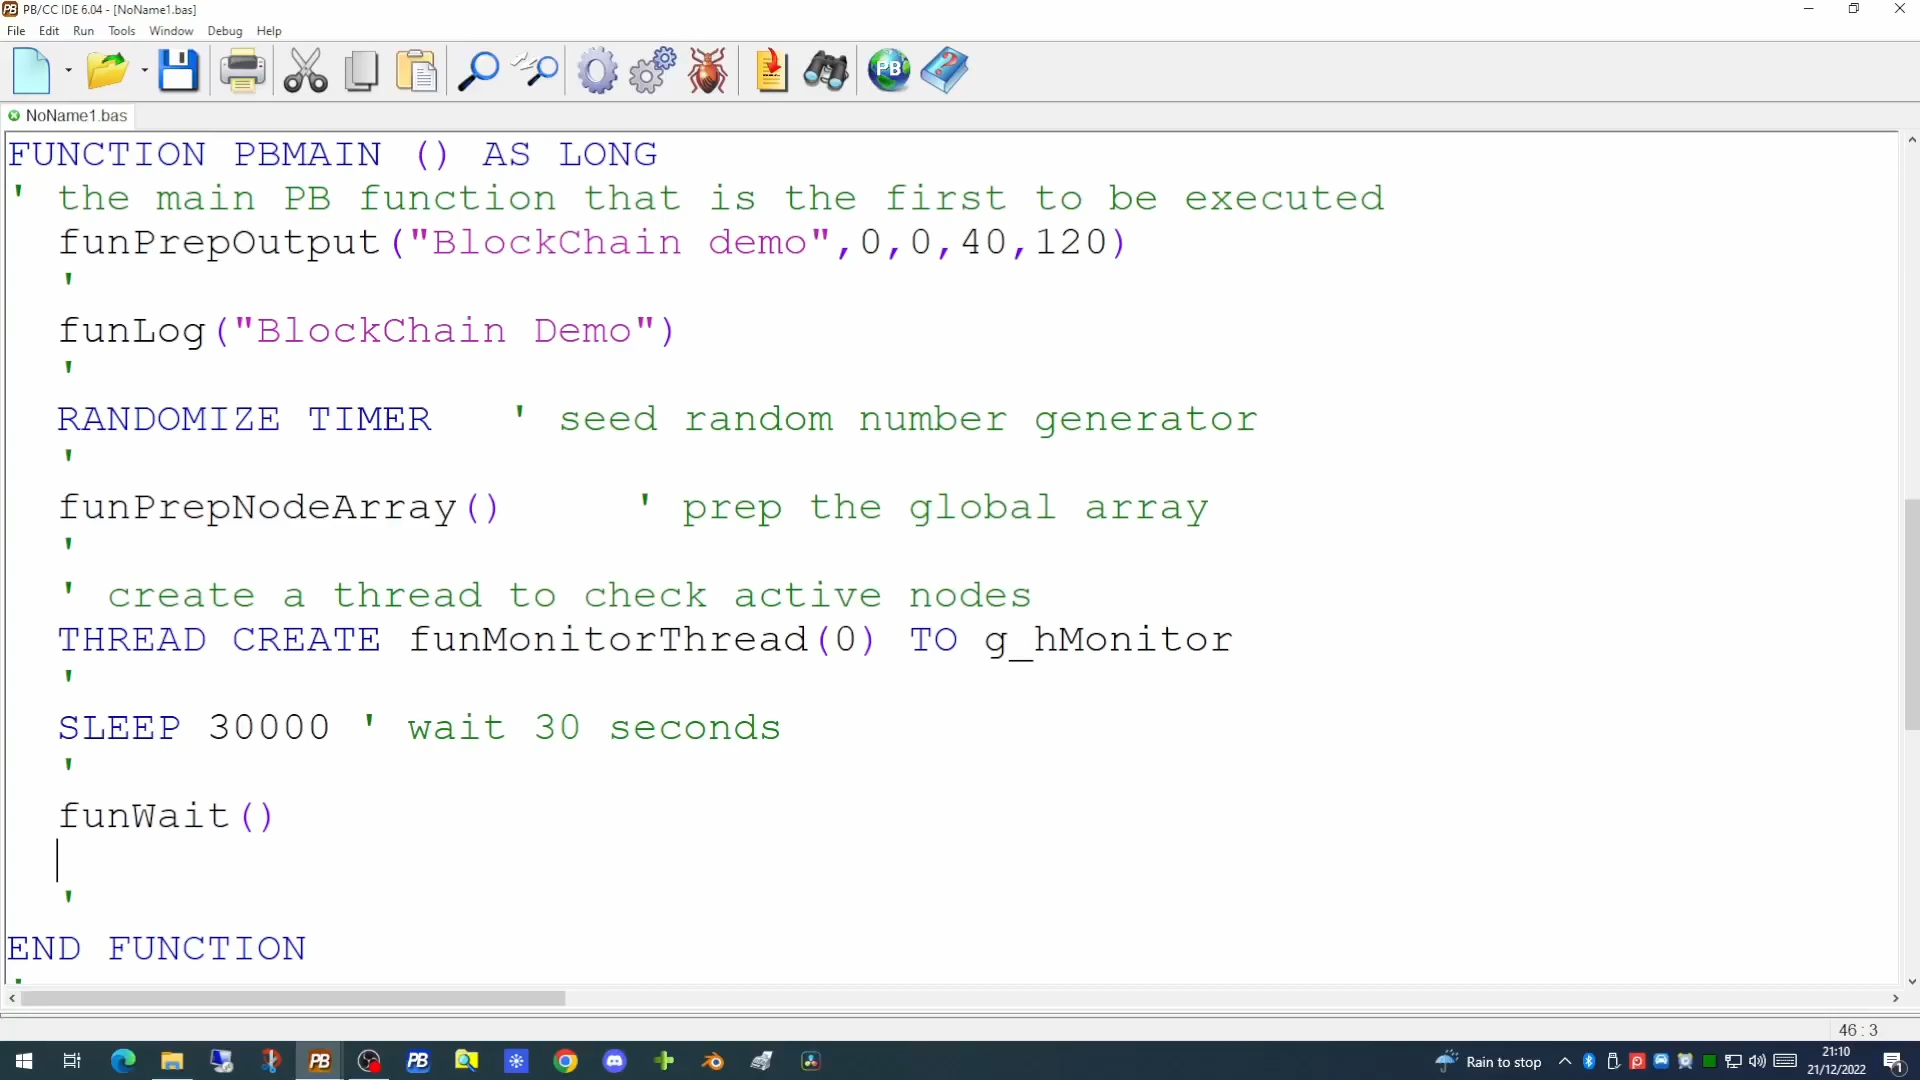 PB/CC IDE 6.04 - [NoName1.bas]
File Edit Run Tools Window Debug Help
PB
NoName1.bas
FUNCTION PBMAIN () AS LONG
' the main PB function that is the first to be executed
funPrepOutput("BlockChain demo",0,0,40,120)
'
funLog("BlockChain Demo")
'
RANDOMIZE TIMER ' seed random number generator
'
funPrepNodeArray() ' prep the global array
'
' create a thread to check active nodes
THREAD CREATE funMonitorThread(0) TO g_hMonitor
'
SLEEP 30000 ' wait 30 seconds
'
funWait()
'
END FUNCTION
'
46 : 3
PB PB Rain to stop 21:10
21/12/2022
1